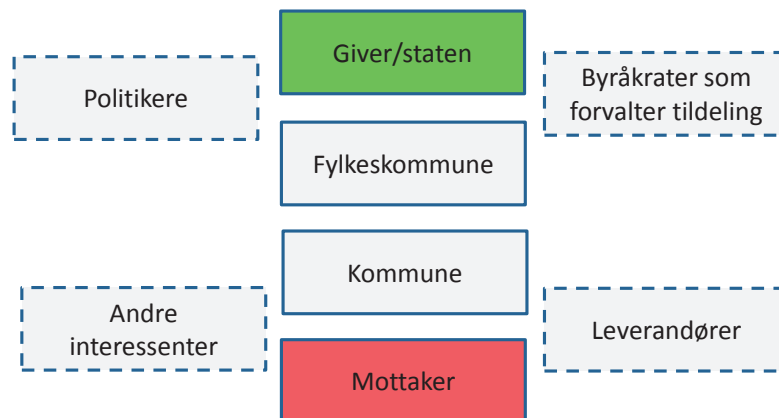 Giver/staten
Politikere
Byråkrater som
forvalter tildeling
Fylkeskommune
Kommune
Andre
interessenter
Leverandører
Mottaker